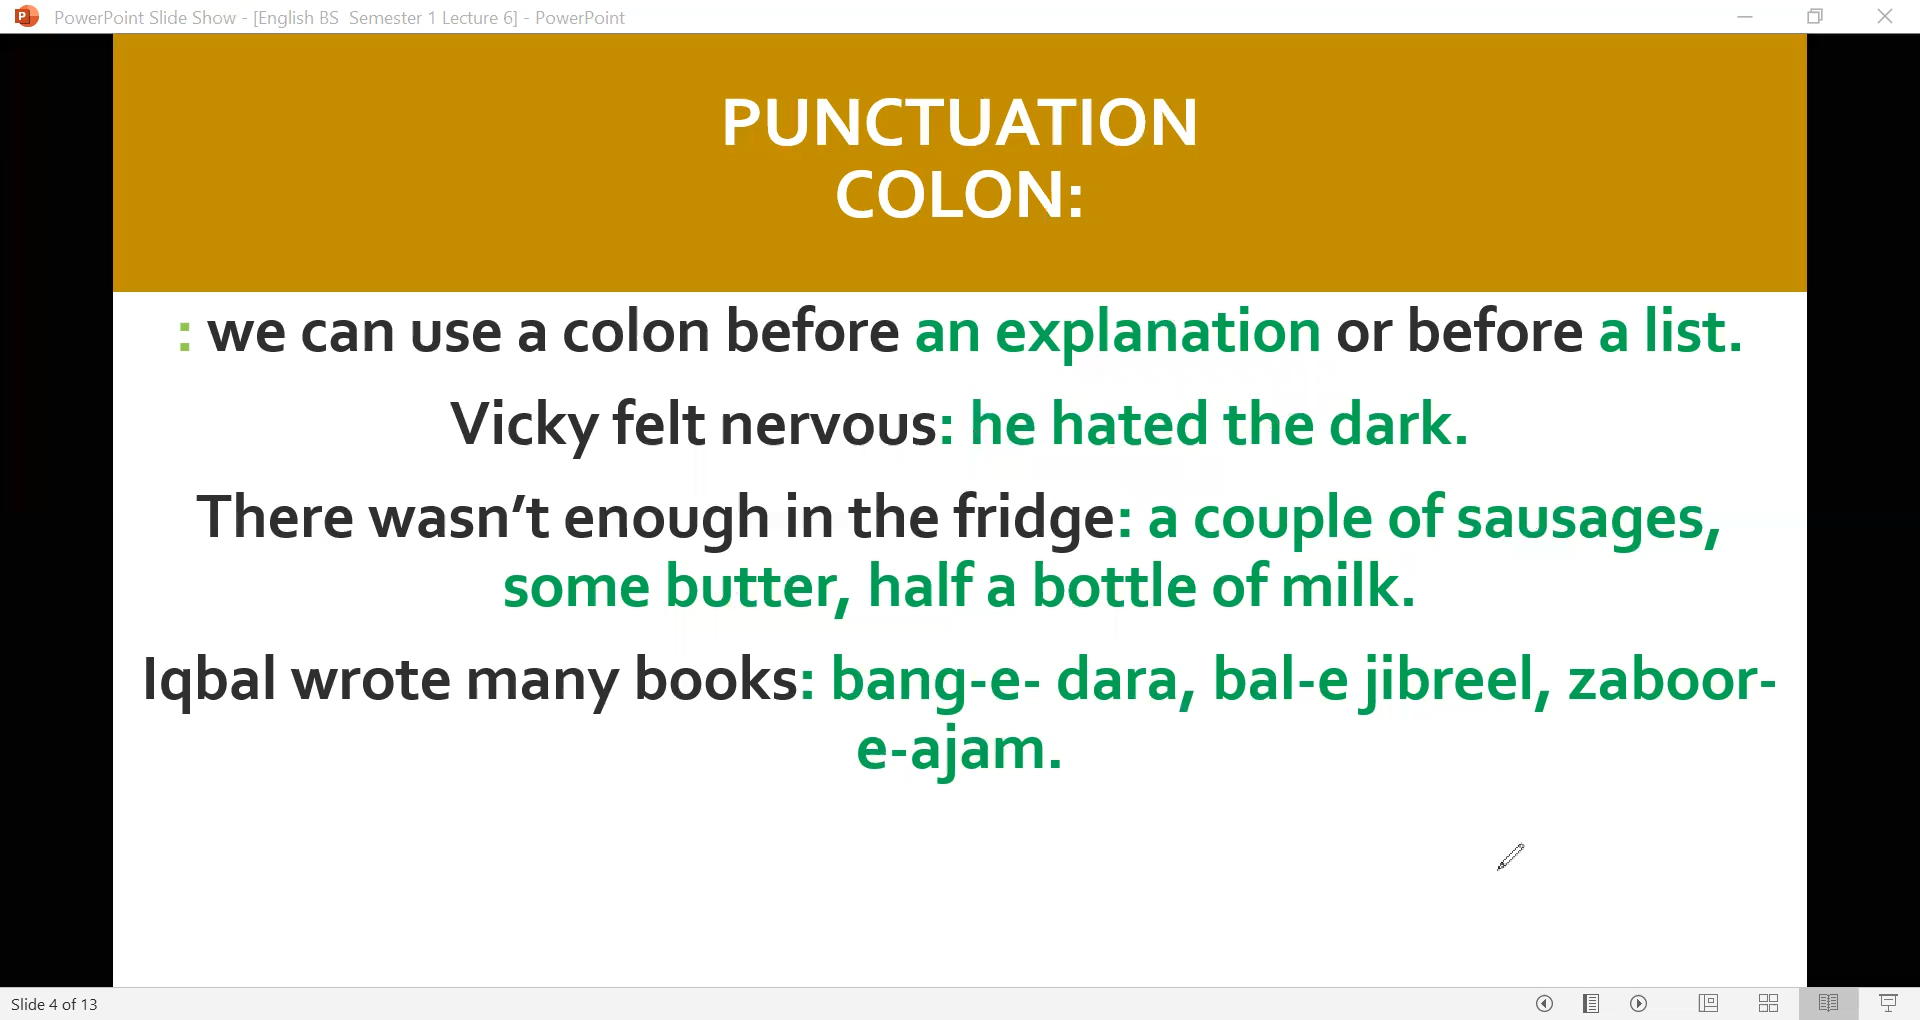 PowerPoint Slide Show - [English BS  Semester 1 Lecture 6] - PowerPoint
PUNCTUATION
COLON:
: we can use a colon before an explanation or before a list.
Vicky felt nervous: he hated the dark.
There wasn’t enough in the fridge: a couple of sausages,
some butter, half a bottle of milk.
Iqbal wrote many books: bang-e- dara, bal-e jibreel, zaboor-
e-ajam.
Slide 4 of 13